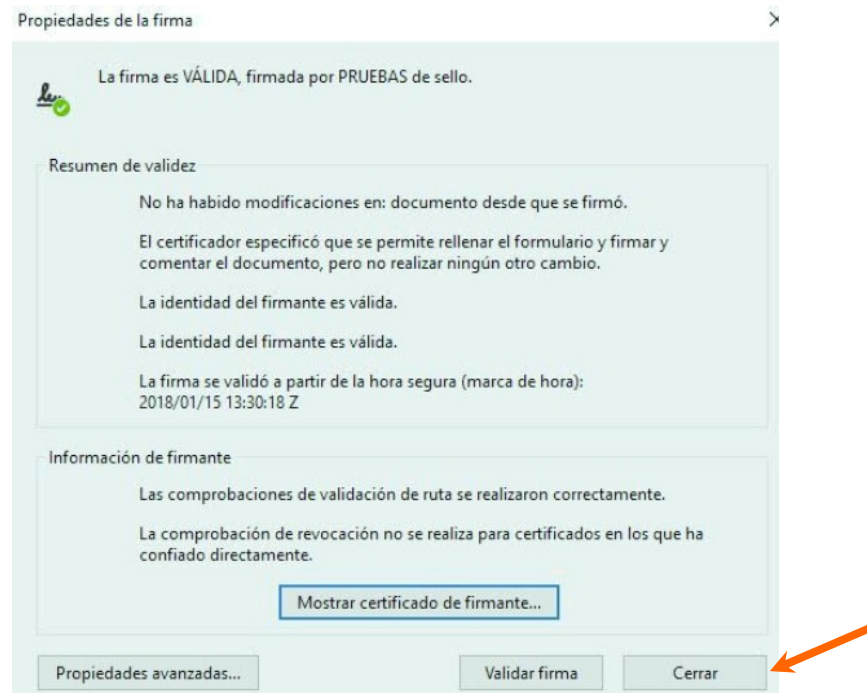 Propiedades de la firma
La firma es VÁLIDA, firmada por PRUEBAS de sello.
Resumen de validez
No ha habido modificaciones en: documento desde que se firmó.
El certificador especificó que se permite rellenar el formulario y firmar y
comentar el documento, pero no realizar ningún otro cambio.
La identidad del firmante es válida.
La identidad del firmante es válida.
La firma se validó a partir de la hora segura (marca de hora):
2018/01/15 13:30:18 Z
Información de firmante
Las comprobaciones de validación de ruta se realizaron correctamente.
La comprobación de revocación no se realiza para certificados en los que ha
confiado directamente.
Mostrar certificado de firmante...
Propiedades avanzadas...
Validar firma
Cerrar